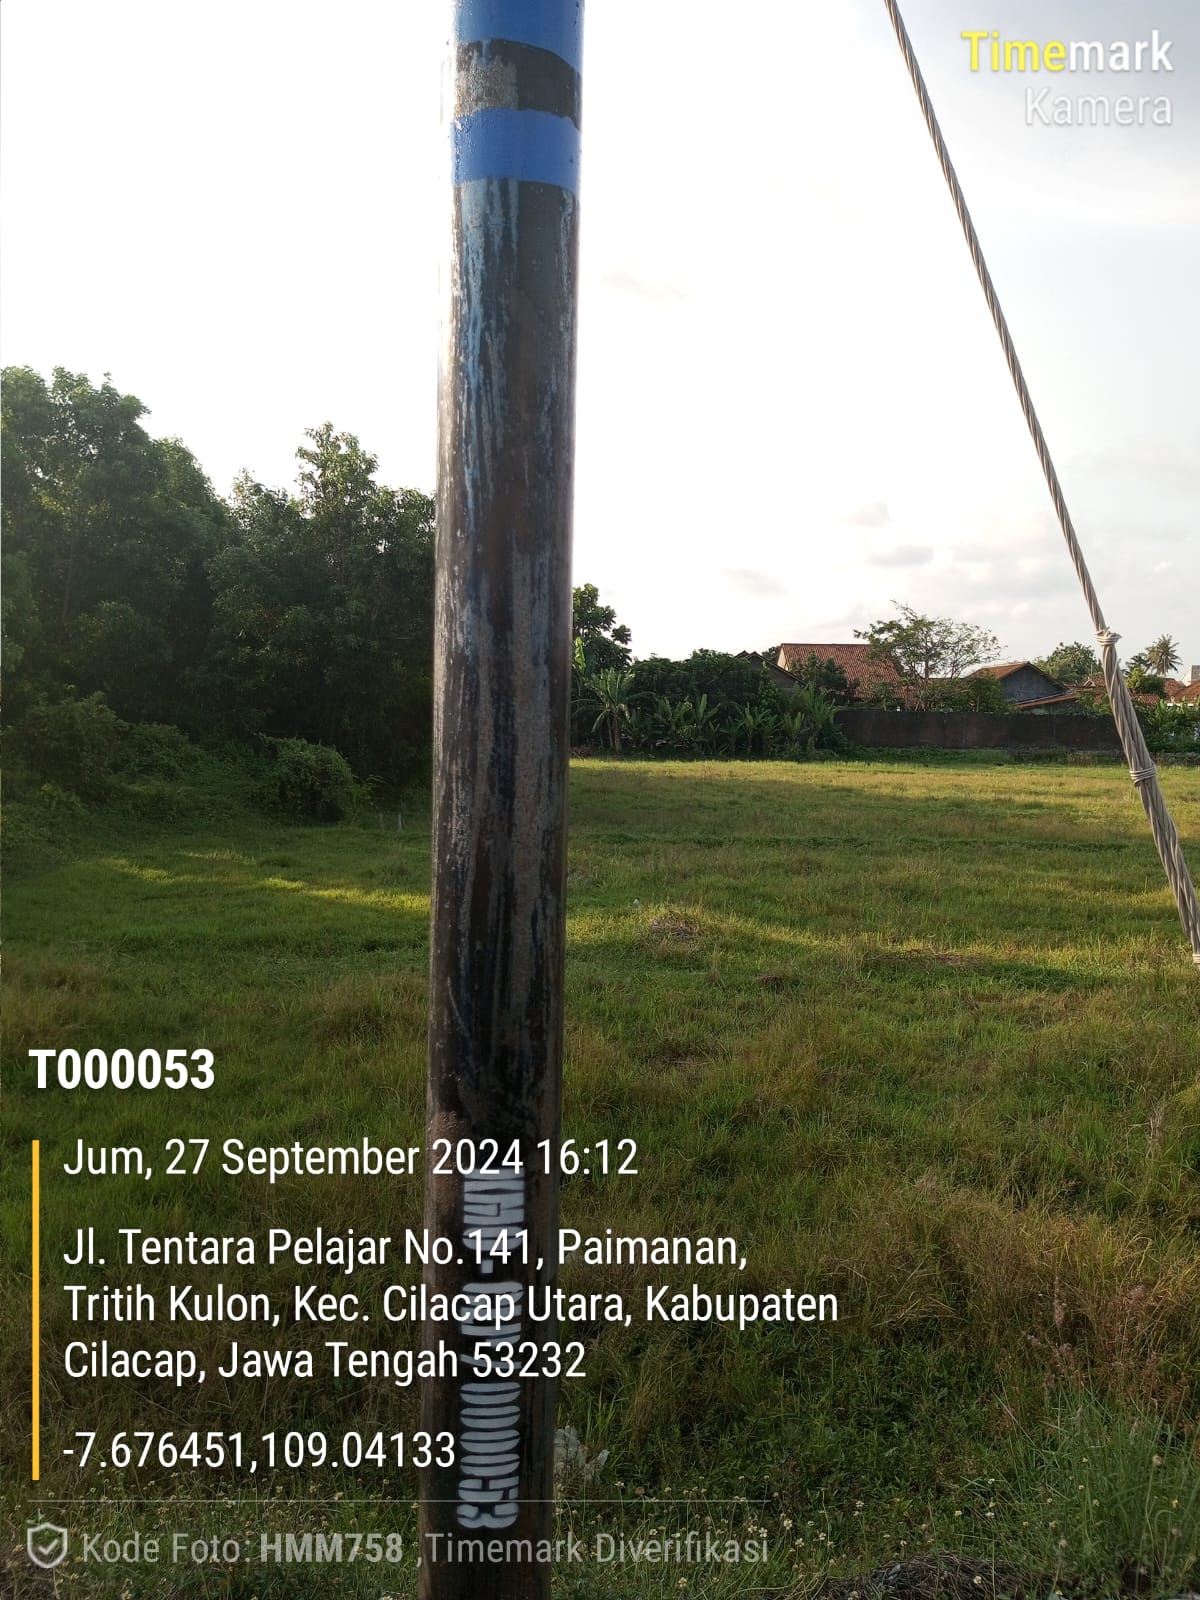 Timemark
Kamera
T000053
Jum, 27 September 2024 16:12
Jl. Tentara Pelajar No.141, Paimanan,
Tritih Kulon, Kec. Cilacap Utara, Kabupaten
Cilacap, Jawa Tengah 53232
-7.676451,109.04133
000053
Kode Foto: HMM758 ,Timemark Diverifikasi